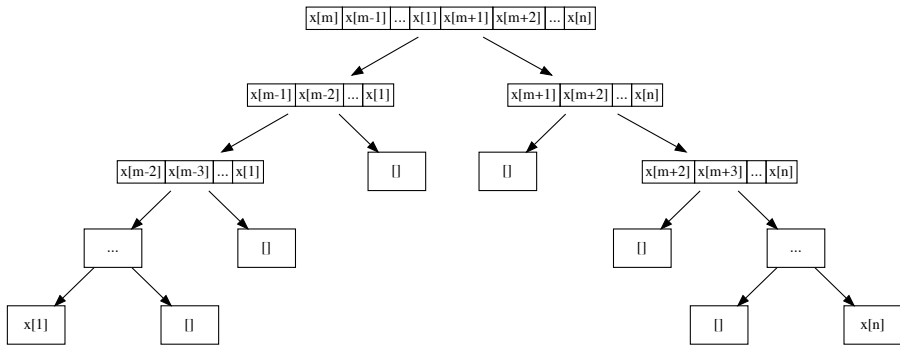 x[m] x[m-1] ... x[1] x[m+1] x[m+2] ... x[n]
x[m-1] x[m-2] ... x[1]
x[m+1] x[m+2] ... x[n]
x[m-2] x[m-3] ... x[1]
[]
[]
x[m+2] x[m+3] ... x[n]
...
[]
[]
...
x[1]
[]
[]
x[n]